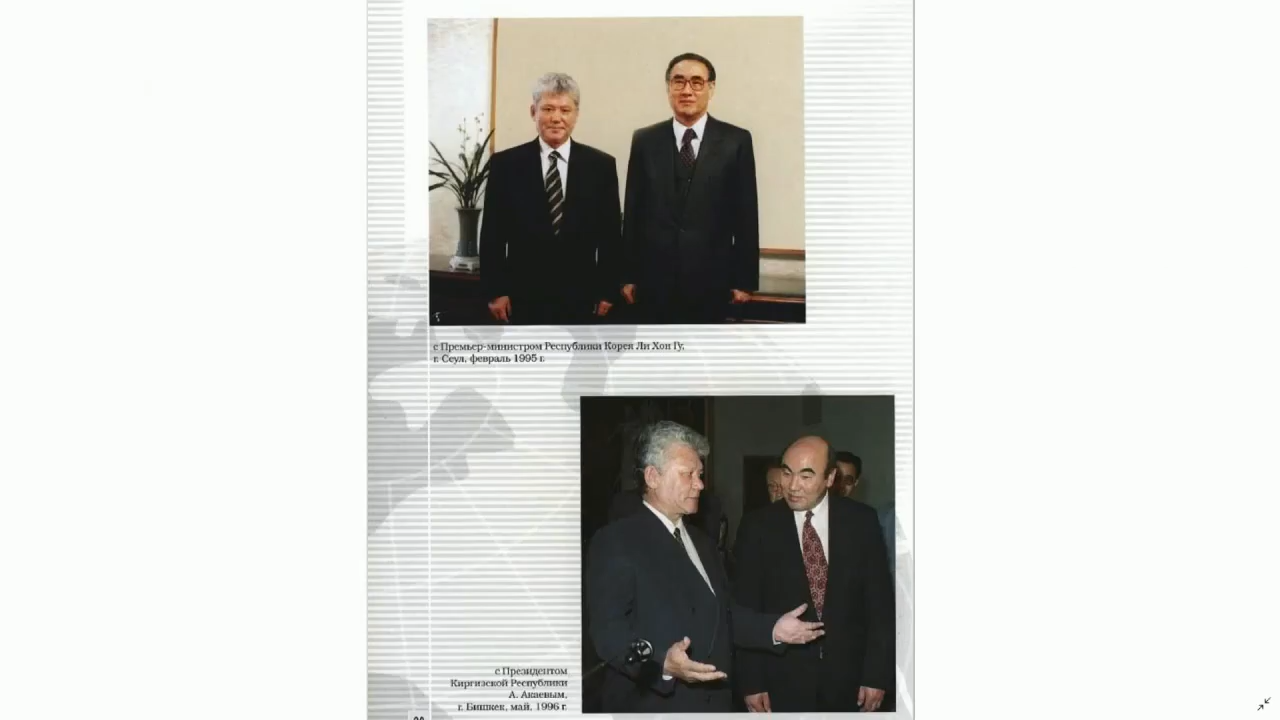 с Премьер-министром Республики Корея Ли Хон Гу,
г. Сеул, февраль 1995 г.
с Президентом
Киргизской Республики
А. Акаевым,
г. Бишкек, май, 1996 г.